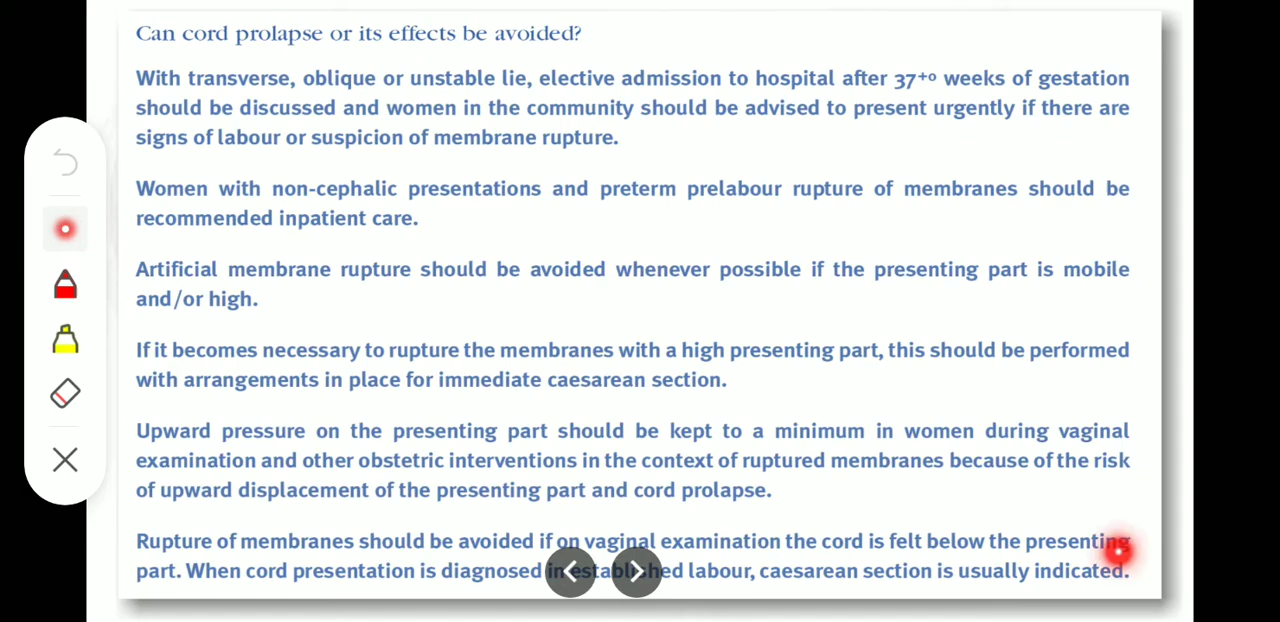 Can cord prolapse or its effects be avoided?
With transverse, oblique or unstable lie, elective admission to hospital after 37⁺⁰ weeks of gestation
should be discussed and women in the community should be advised to present urgently if there are
signs of labour or suspicion of membrane rupture.
Women with non-cephalic presentations and preterm prelabour rupture of membranes should be
recommended inpatient care.
Artificial membrane rupture should be avoided whenever possible if the presenting part is mobile
and/or high.
If it becomes necessary to rupture the membranes with a high presenting part, this should be performed
with arrangements in place for immediate caesarean section.
Upward pressure on the presenting part should be kept to a minimum in women during vaginal
examination and other obstetric interventions in the context of ruptured membranes because of the risk
of upward displacement of the presenting part and cord prolapse.
Rupture of membranes should be avoided if on vaginal examination the cord is felt below the presenting
part. When cord presentation is diagnosed in established labour, caesarean section is usually indicated.